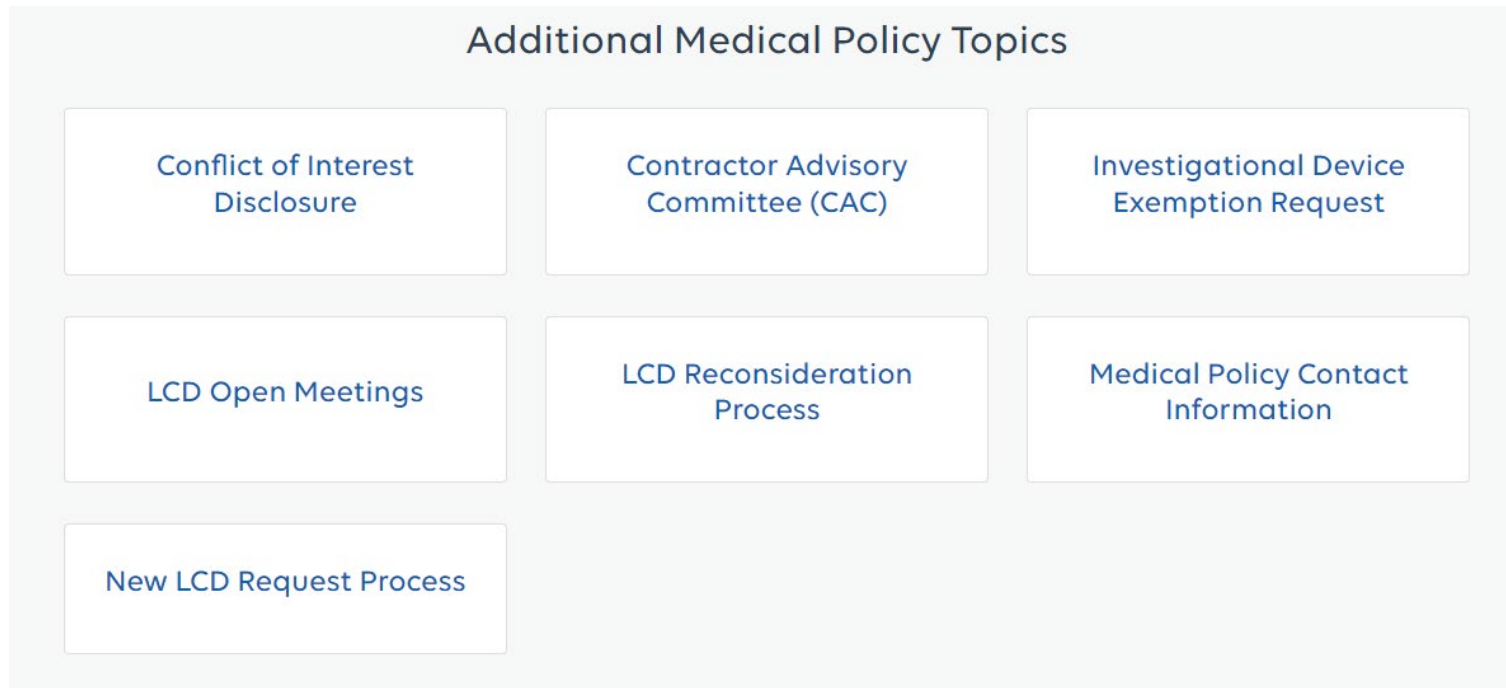 Additional Medical Policy Topics
Conflict of Interest
Disclosure
Contractor Advisory
Committee (CAC)
Investigational Device
Exemption Request
LCD Open Meetings
LCD Reconsideration
Process
Medical Policy Contact
Information
New LCD Request Process